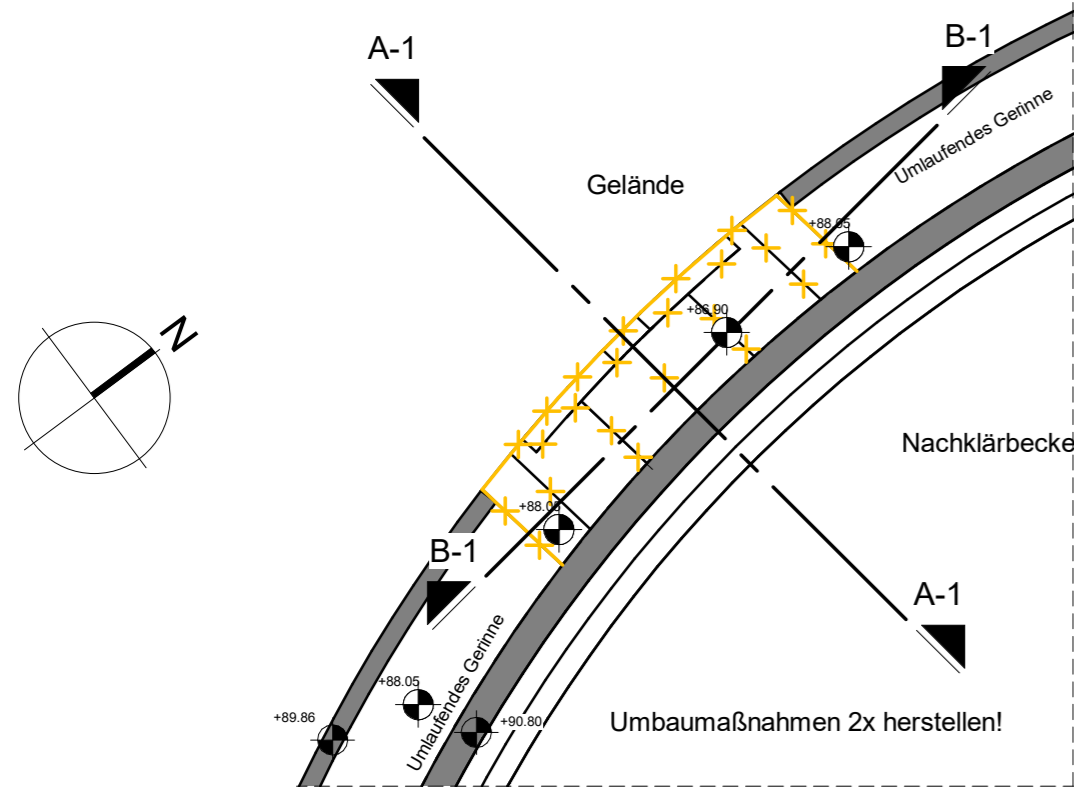 A-1
B-1
Umlaufendes Gerinne
Gelände
+88.05
N
+86.90
Nachklärbecke
+88.05
B-1
A-1
Umlaufendes Gerinne
+88.05
+89.86
+90.80
Umbaumaßnahmen 2x herstellen!